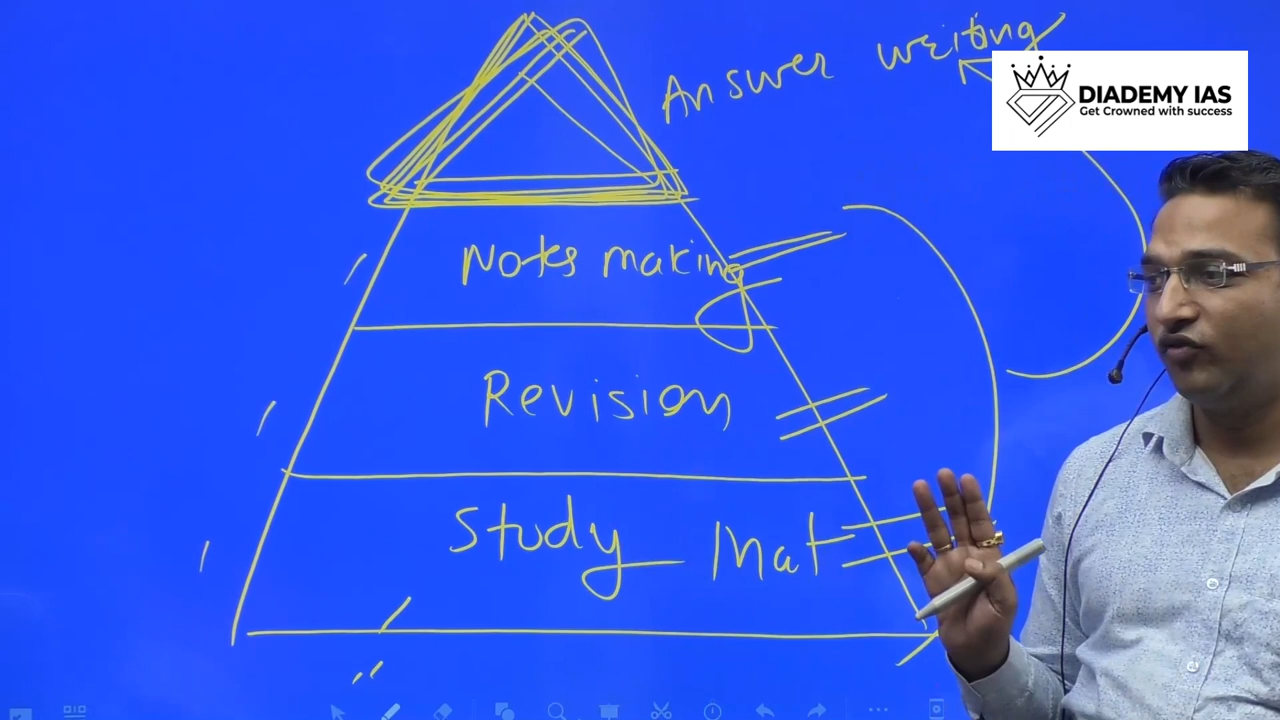 Answer writing
DIADEMY IAS
Get Crowned with success
Notes making
Revision
Study Mat